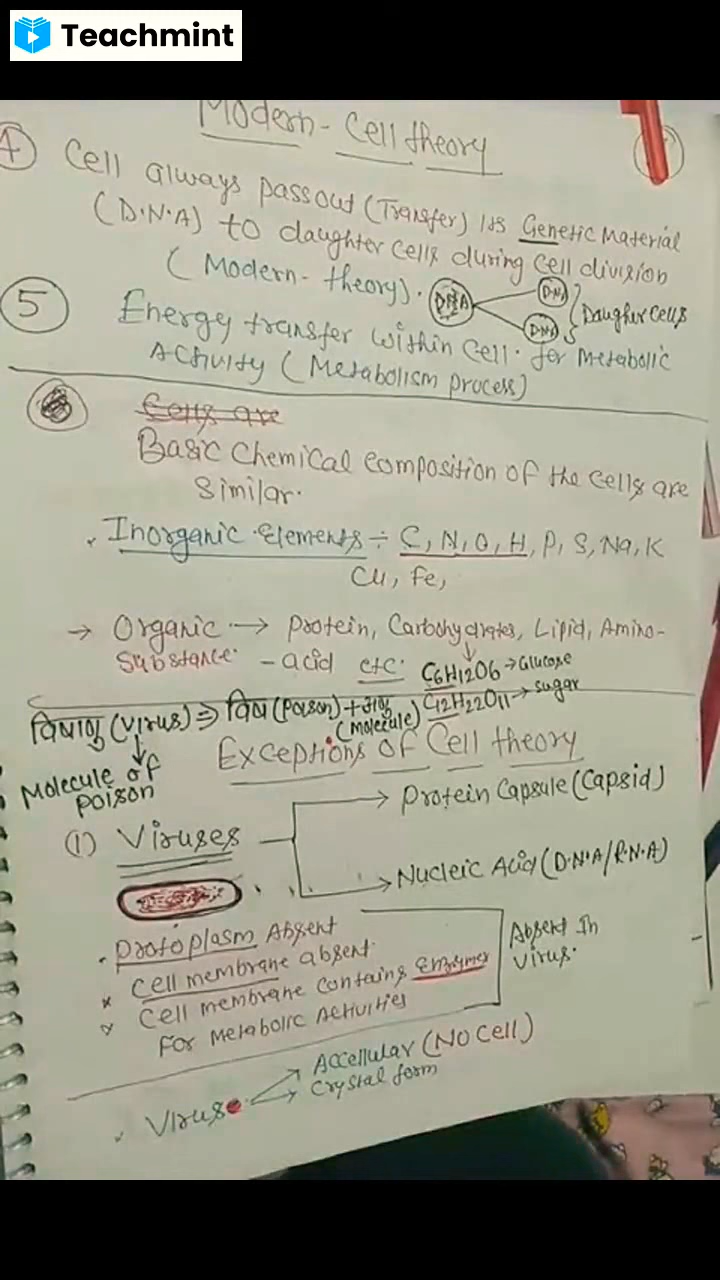 Teachmint
Modern - Cell theory
4 Cell always passout (Transfer) its Genetic Material
(D.N.A) to daughter cells during cell division
(Modern - theory). DNA DNA DNA Daugher cells
5 Energy transfer within cell. for Metabolic
Activity (Metabolism process)
Cells are
Basic Chemical composition of the cells are
Similar.
Inorganic Elements ÷ C, N, O, H, P, S, Na, K
Cu, Fe,
→ Organic → Protein, Carbohydrates, Lipid, Amino-
Substance - acid etc. C6H12O6 → Glucose
विषाणु (Virus) ⇒ विष (Poison) + अणु (Molecule) C12H22O11 → sugar
Molecule of Poison
Exceptions of Cell theory
(1) Viruses → Protein Capsule (Capsid)
→ Nucleic Acid (D.N.A/R.N.A)
Protoplasm Absent
Cell membrane absent.
Cell membrane containg Enzymes
For Metabolic Activities
Absent In
Virus.
Virus → Accellular (No Cell)
→ Crystal form